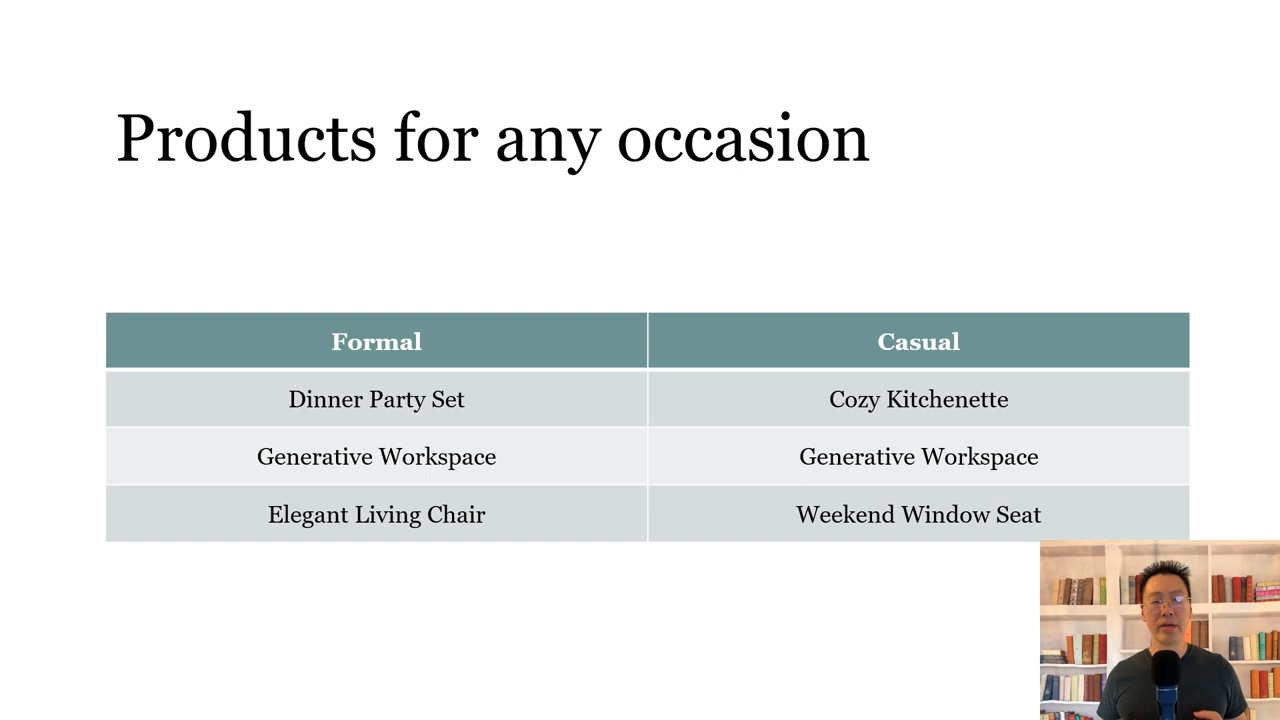 Products for any occasion
Formal Casual
Dinner Party Set Cozy Kitchenette
Generative Workspace Generative Workspace
Elegant Living Chair Weekend Window Seat